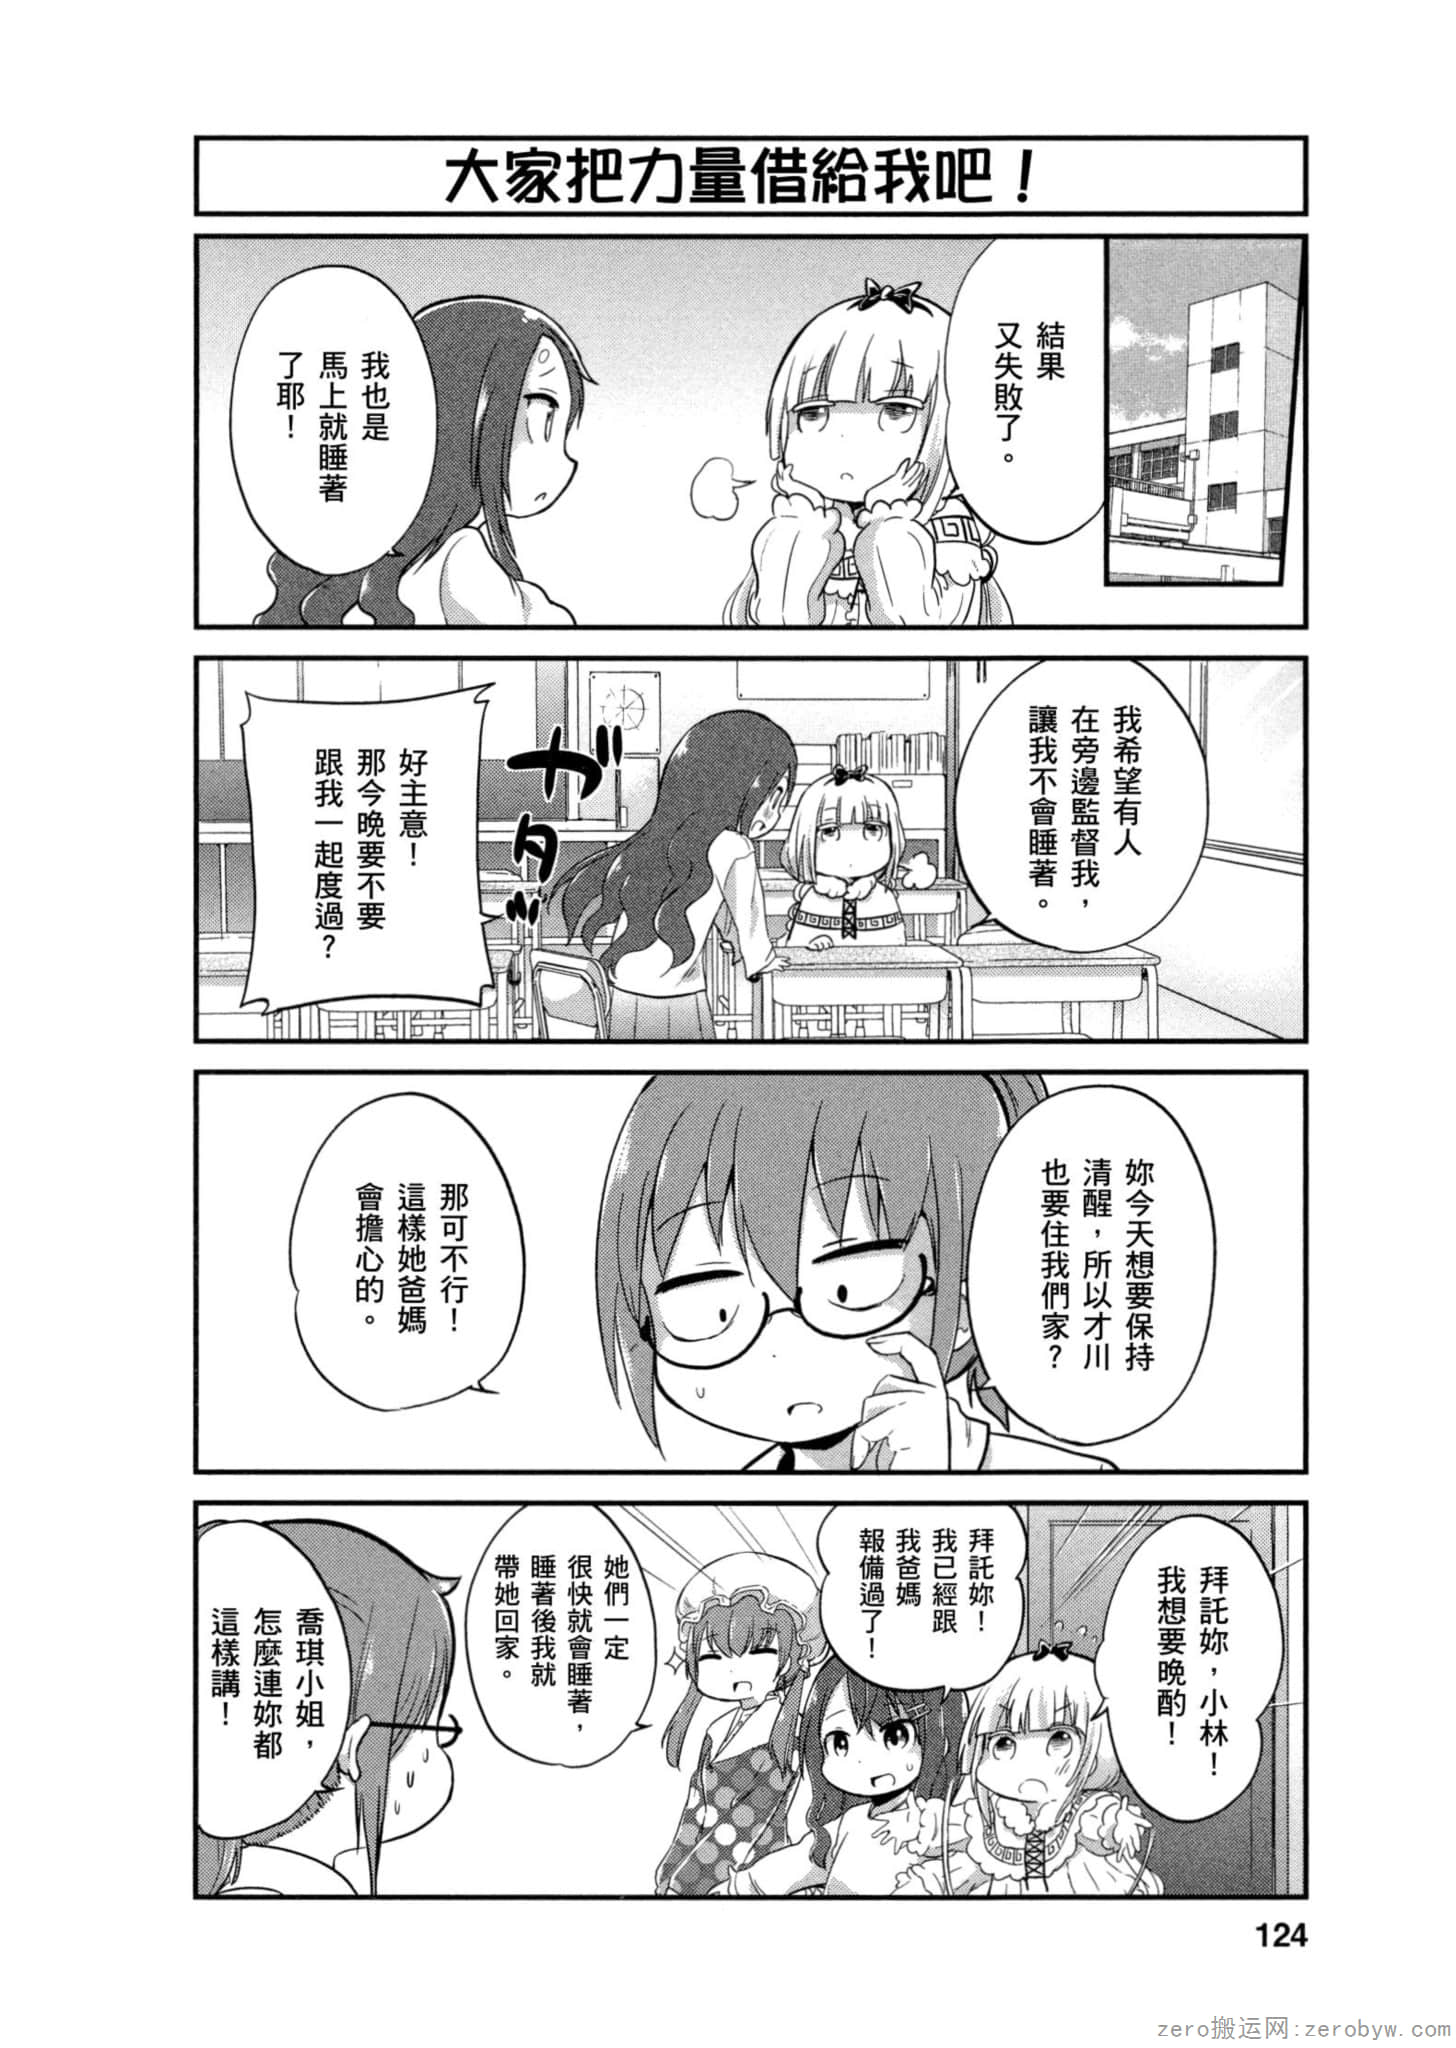 大家把力量借給我吧！
結果
又失敗了。
我也是
馬上就睡著
了耶！
我希望有人
在旁邊監督我，
讓我不會睡著。
ガタッ
好主意！
那今晚要不要
跟我一起度過？
妳今天想要保持
清醒，所以才川
也要住我們家？
那可不行！
這樣她爸媽
會擔心的。
拜託妳，小林！
我想要晚酌！
拜託妳！
我已經跟
我爸媽
報備過了！
她們一定
很快就會睡著，
睡著後我就
帶她回家。
喬琪小姐，
怎麼連妳都
這樣講！
124
zero搬运网:zerobyw.com